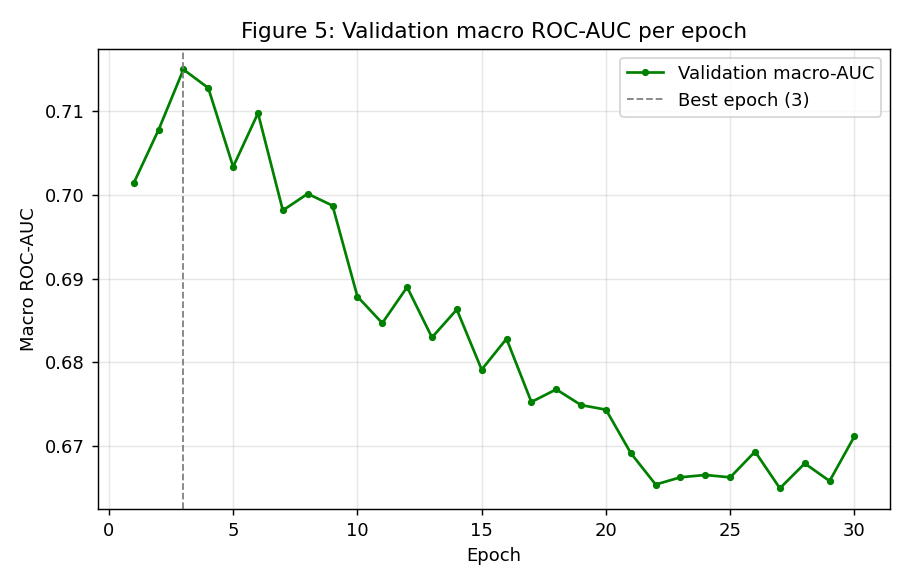 Figure 5: Validation macro ROC-AUC per epoch
Validation macro-AUC
Best epoch (3)
Macro ROC-AUC
0.71
0.70
0.69
0.68
0.67
0 5 10 15 20 25 30
Epoch